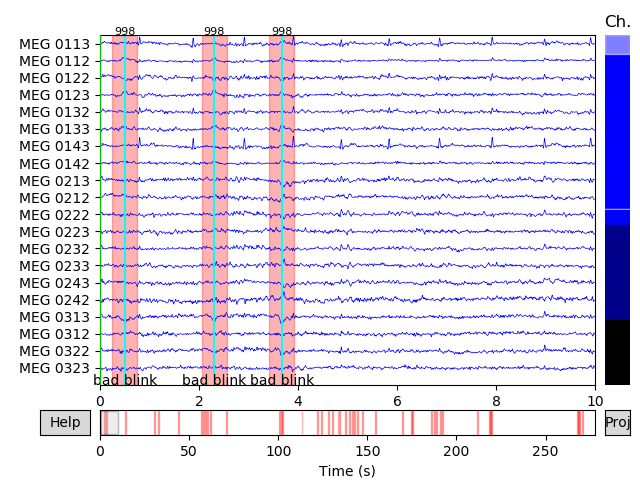 Ch.
998 998 998
MEG 0113
MEG 0112
MEG 0122
MEG 0123
MEG 0132
MEG 0133
MEG 0143
MEG 0142
MEG 0213
MEG 0212
MEG 0222
MEG 0223
MEG 0232
MEG 0233
MEG 0243
MEG 0242
MEG 0313
MEG 0312
MEG 0322
MEG 0323
bad blink bad blink bad blink
0 2 4 6 8 10
Help Proj
0 50 100 150 200 250
Time (s)